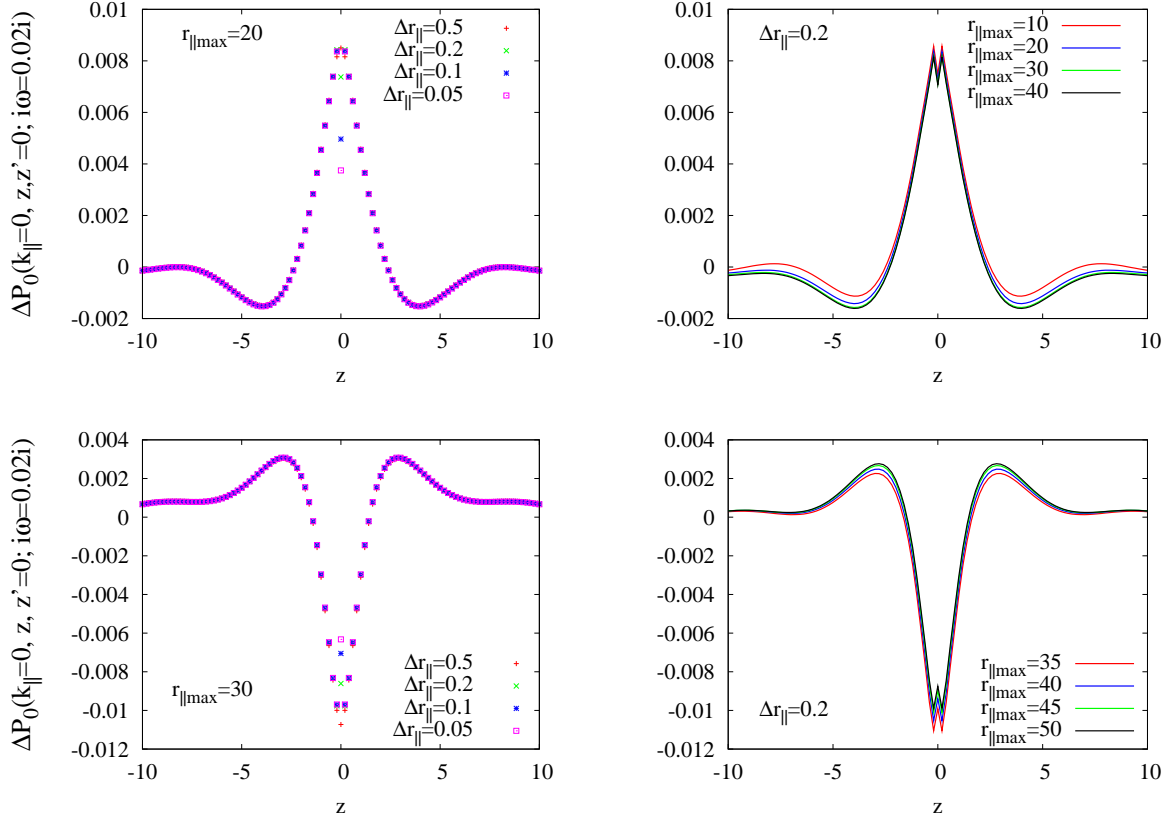 ΔP0(k||=0, z,z'=0; iω=0.02i)
0.01
0.008
0.006
0.004
0.002
0
-0.002
r||max=20
Δr||=0.5
Δr||=0.2
Δr||=0.1
Δr||=0.05
-10
-5
0
5
10
z
0.01
0.008
0.006
0.004
0.002
0
-0.002
Δr||=0.2
r||max=10
r||max=20
r||max=30
r||max=40
-10
-5
0
5
10
z
ΔP0(k||=0, z, z'=0; iω=0.02i)
0.004
0.002
0
-0.002
-0.004
-0.006
-0.008
-0.01
-0.012
r||max=30
Δr||=0.5
Δr||=0.2
Δr||=0.1
Δr||=0.05
-10
-5
0
5
10
z
0.004
0.002
0
-0.002
-0.004
-0.006
-0.008
-0.01
-0.012
Δr||=0.2
r||max=35
r||max=40
r||max=45
r||max=50
-10
-5
0
5
10
z